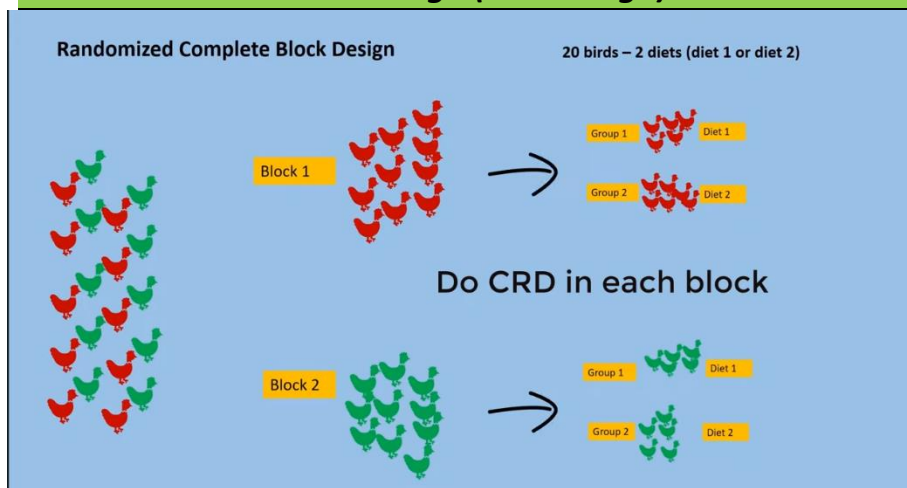 Randomized Complete Block Design
20 birds – 2 diets (diet 1 or diet 2)
Block 1
Group 1
Diet 1
Group 2
Diet 2
Do CRD in each block
Block 2
Group 1
Diet 1
Group 2
Diet 2